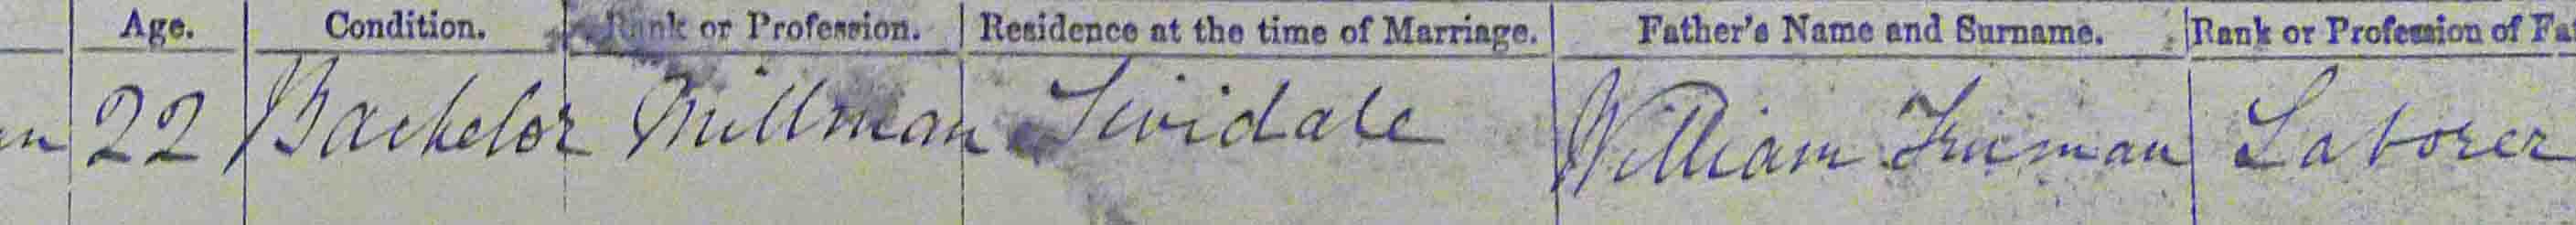 Age. Condition. Rank or Profession. Residence at the time of Marriage. Father's Name and Surname. Rank or Profession of Fa
22 Bachelor Millman Tividale William Freeman Laborer